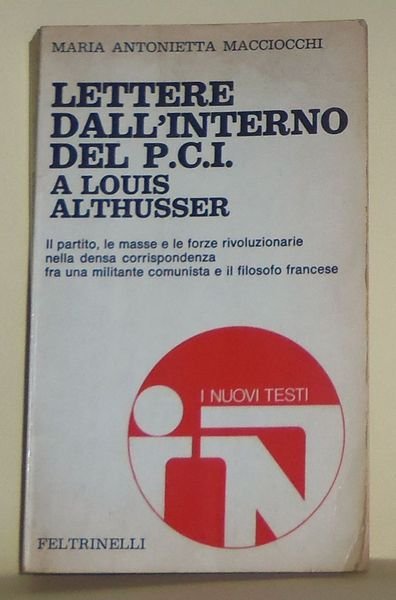 MARIA ANTONIETTA MACCIOCCHI
LETTERE
DALL'INTERNO
DEL P.C.I.
A LOUIS
ALTHUSSER
Il partito, le masse e le forze rivoluzionarie
nella densa corrispondenza
fra una militante comunista e il filosofo francese
I NUOVI TESTI
FELTRINELLI